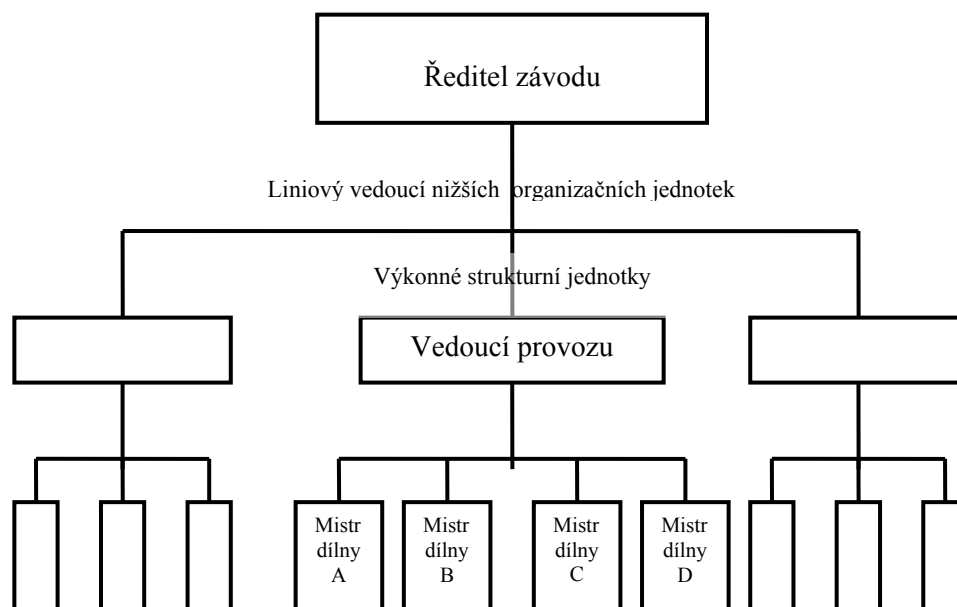 Ředitel závodu
Liniový vedoucí nižších organizačních jednotek
Výkonné strukturní jednotky
Vedoucí provozu
Mistr
dílny
A
Mistr
dílny
B
Mistr
dílny
C
Mistr
dílny
D